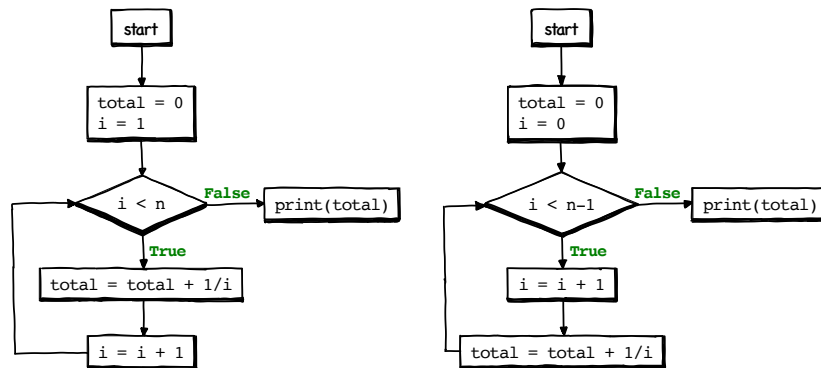 start
total = 0
i = 1
i < n
False
print(total)
True
total = total + 1/i
i = i + 1
start
total = 0
i = 0
i < n-1
False
print(total)
True
i = i + 1
total = total + 1/i